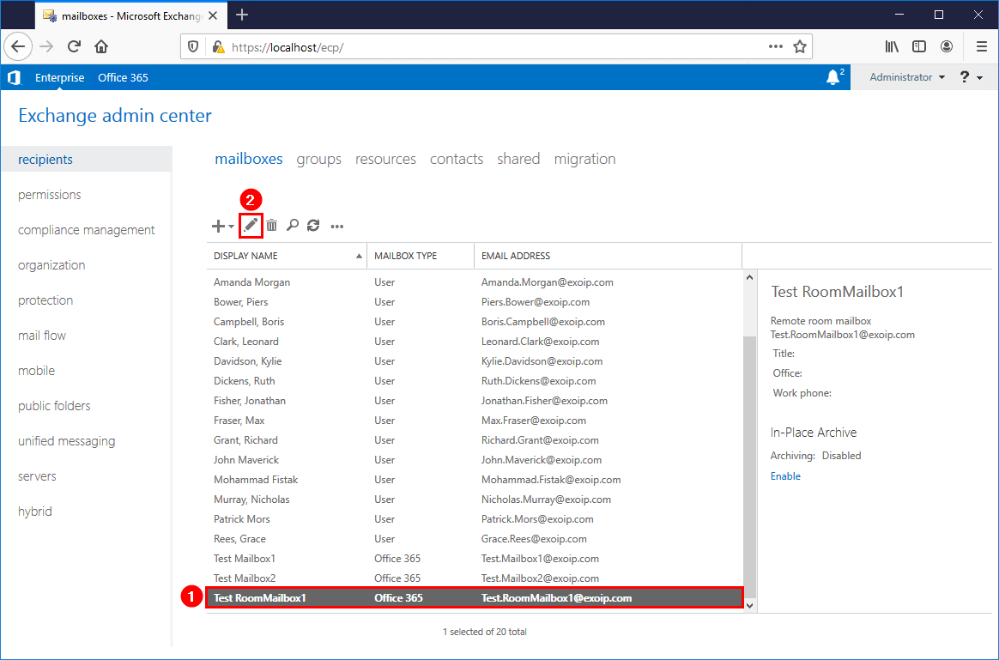 mailboxes - Microsoft Exchang
https://localhost/ecp/
Enterprise Office 365 2 Administrator ?
Exchange admin center
recipients
permissions
compliance management
organization
protection
mail flow
mobile
public folders
unified messaging
servers
hybrid
mailboxes groups resources contacts shared migration
2
DISPLAY NAME MAILBOX TYPE EMAIL ADDRESS
Amanda Morgan User Amanda.Morgan@exoip.com
Bower, Piers User Piers.Bower@exoip.com
Campbell, Boris User Boris.Campbell@exoip.com
Clark, Leonard User Leonard.Clark@exoip.com
Davidson, Kylie User Kylie.Davidson@exoip.com
Dickens, Ruth User Ruth.Dickens@exoip.com
Fisher, Jonathan User Jonathan.Fisher@exoip.com
Fraser, Max User Max.Fraser@exoip.com
Grant, Richard User Richard.Grant@exoip.com
John Maverick User John.Maverick@exoip.com
Mohammad Fistak User Mohammad.Fistak@exoip.com
Murray, Nicholas User Nicholas.Murray@exoip.com
Patrick Mors User Patrick.Mors@exoip.com
Rees, Grace User Grace.Rees@exoip.com
Test Mailbox1 Office 365 Test.Mailbox1@exoip.com
Test Mailbox2 Office 365 Test.Mailbox2@exoip.com
1 Test RoomMailbox1 Office 365 Test.RoomMailbox1@exoip.com
1 selected of 20 total
Test RoomMailbox1
Remote room mailbox
Test.RoomMailbox1@exoip.com
Title:
Office:
Work phone:
In-Place Archive
Archiving: Disabled
Enable